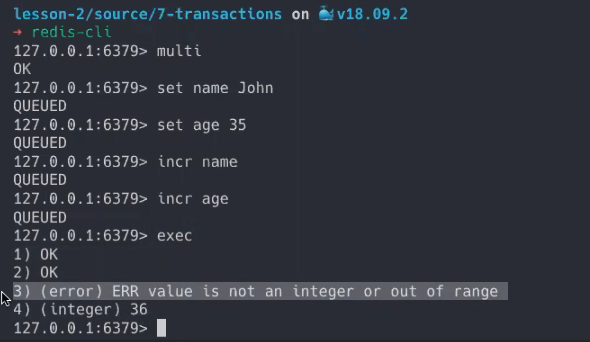 lesson-2/source/7-transactions on 🐳v18.09.2
→ redis-cli
127.0.0.1:6379> multi
OK
127.0.0.1:6379> set name John
QUEUED
127.0.0.1:6379> set age 35
QUEUED
127.0.0.1:6379> incr name
QUEUED
127.0.0.1:6379> incr age
QUEUED
127.0.0.1:6379> exec
1) OK
2) OK
3) (error) ERR value is not an integer or out of range
4) (integer) 36
127.0.0.1:6379>